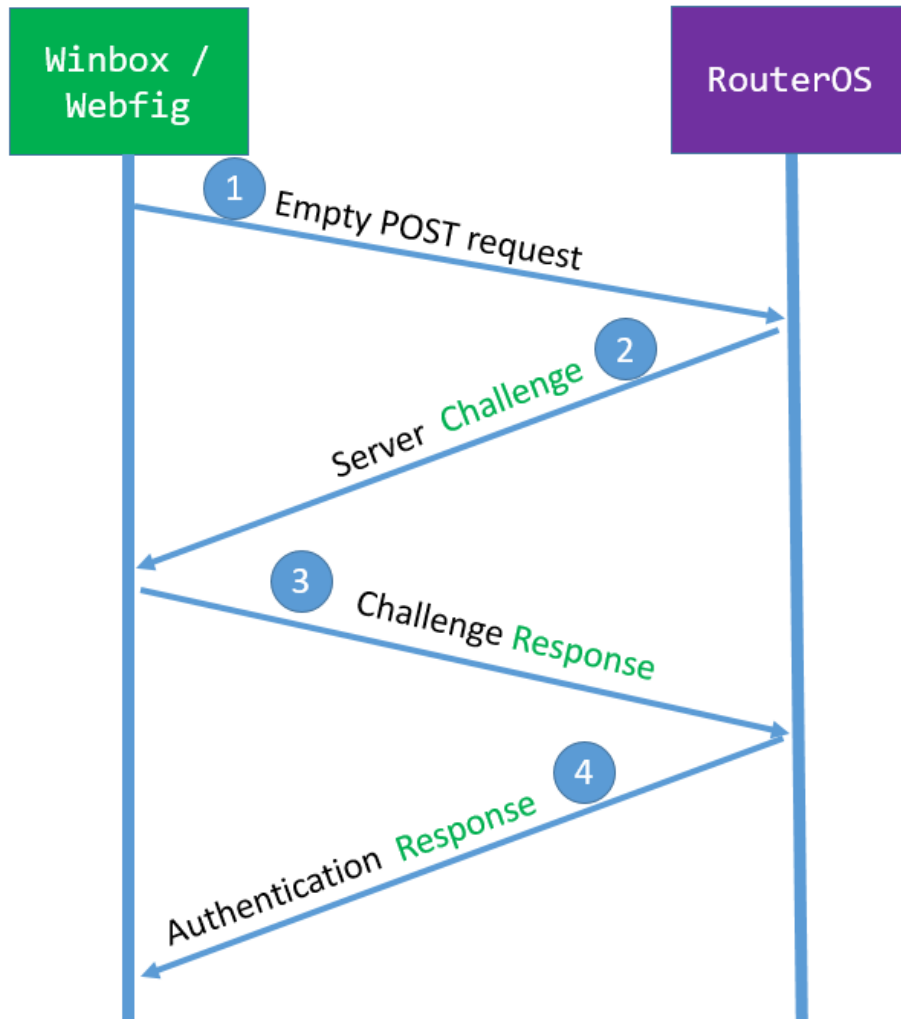 Winbox /
Webfig
RouterOS
1
Empty POST request
2
Server Challenge
3
Challenge Response
4
Authentication Response